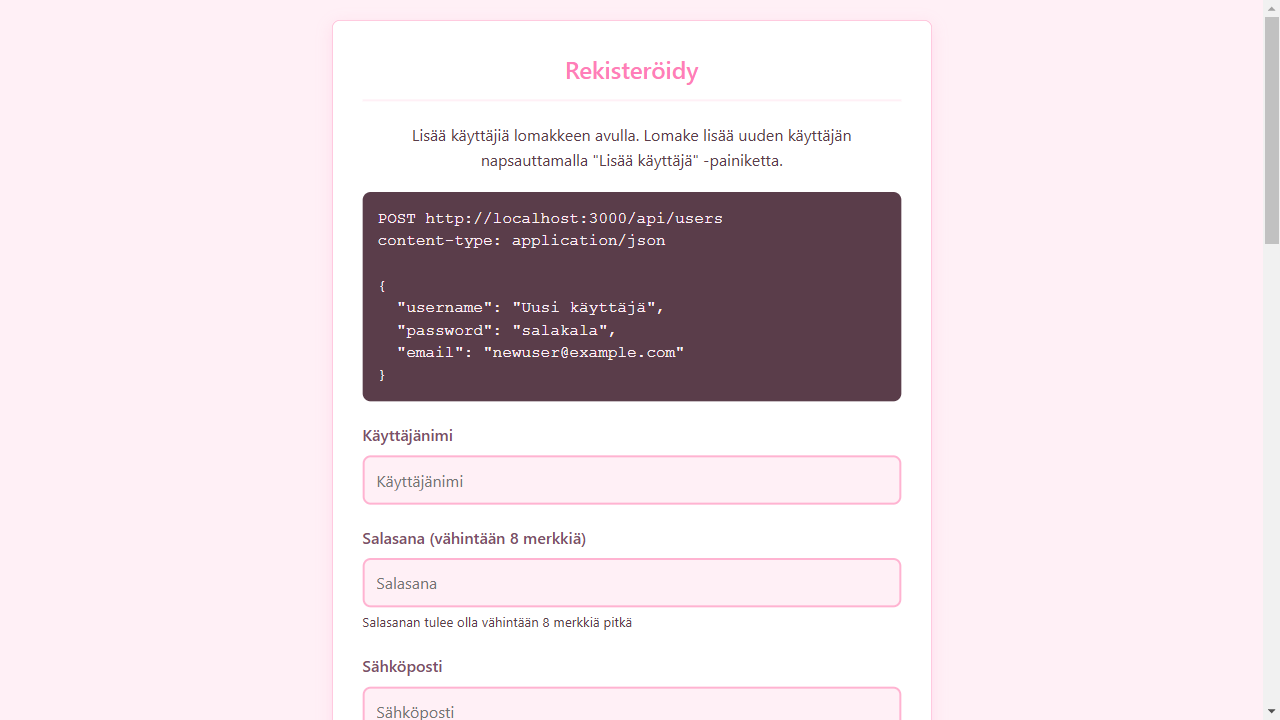 Rekisteröidy
Lisää käyttäjiä lomakkeen avulla. Lomake lisää uuden käyttäjän
napsauttamalla "Lisää käyttäjä" -painiketta.
POST http://localhost:3000/api/users
content-type: application/json
{
  "username": "Uusi käyttäjä",
  "password": "salakala",
  "email": "newuser@example.com"
}
Käyttäjänimi
Käyttäjänimi
Salasana (vähintään 8 merkkiä)
Salasana
Salasanan tulee olla vähintään 8 merkkiä pitkä
Sähköposti
Sähköposti